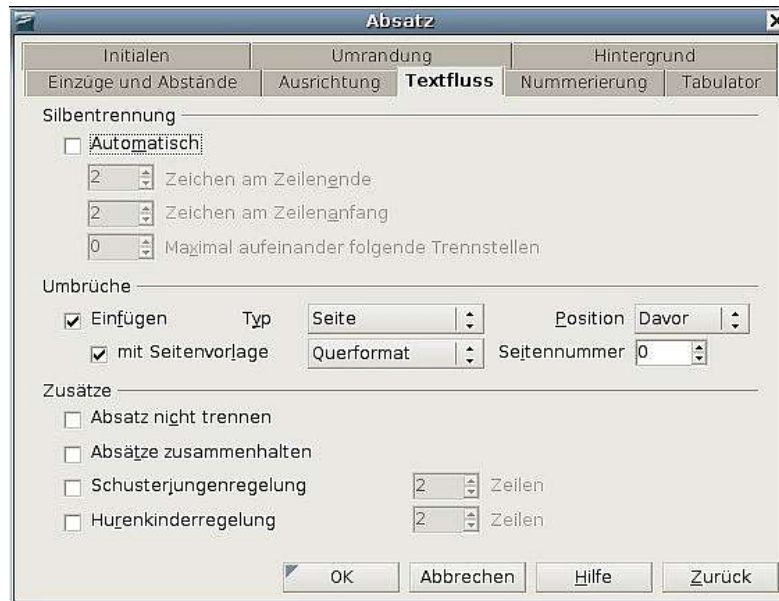 Absatz
Initialen Umrandung Hintergrund
Einzüge und Abstände Ausrichtung Textfluss Nummerierung Tabulator
Silbentrennung
Automatisch
2 Zeichen am Zeilenende
2 Zeichen am Zeilenanfang
0 Maximal aufeinander folgende Trennstellen
Umbrüche
Einfügen Typ Seite Position Davor
mit Seitenvorlage Querformat Seitennummer 0
Zusätze
Absatz nicht trennen
Absätze zusammenhalten
Schusterjungenregelung 2 Zeilen
Hurenkinderregelung 2 Zeilen
OK Abbrechen Hilfe Zurück